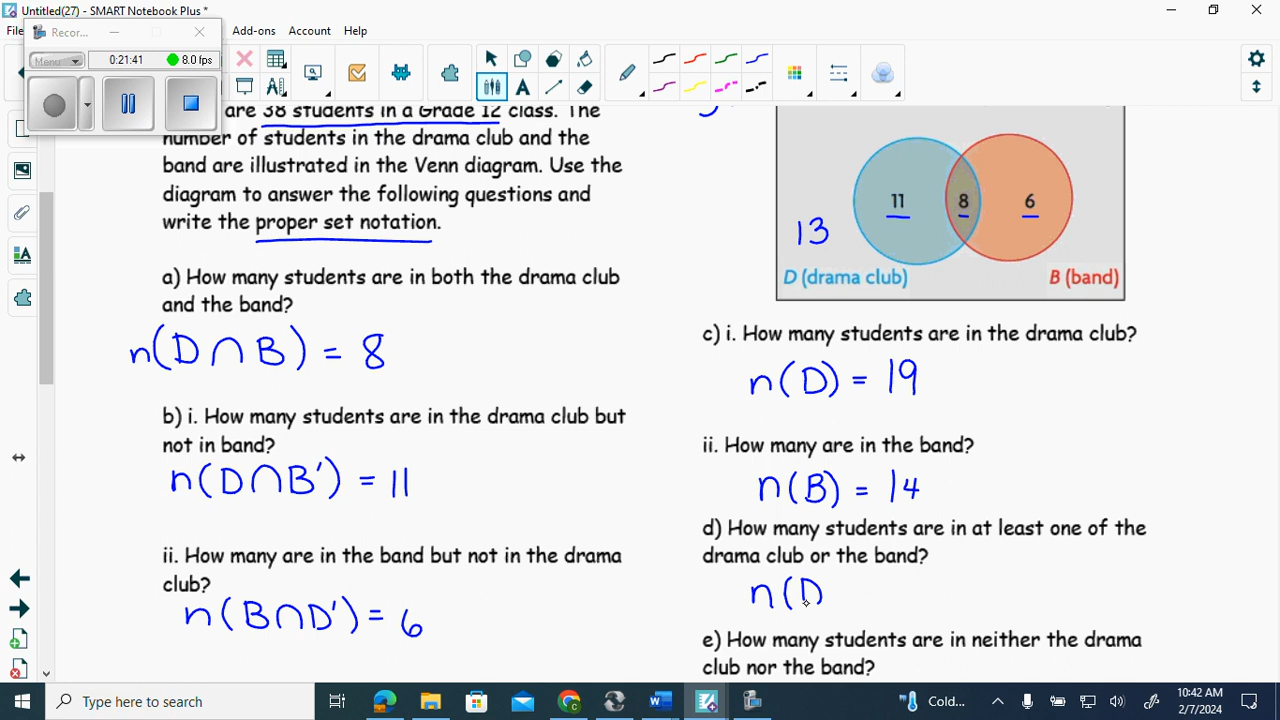 Untitled(27) - SMART Notebook Plus *
Recor...
File
Add-ons Account Help
Menu 0:21:41 8.0 fps
are 38 students in a Grade 12 class. The
number of students in the drama club and the
band are illustrated in the Venn diagram. Use the
diagram to answer the following questions and
write the proper set notation.
a) How many students are in both the drama club
and the band?
n(D∩B) = 8
b) i. How many students are in the drama club but
not in band?
n(D∩B') = 11
ii. How many are in the band but not in the drama
club?
n(B∩D') = 6
11 8 6
13
D (drama club) B (band)
c) i. How many students are in the drama club?
n(D) = 19
ii. How many are in the band?
n(B) = 14
d) How many students are in at least one of the
drama club or the band?
n(D
e) How many students are in neither the drama
club nor the band?
Type here to search
Cold...
10:42 AM
2/7/2024